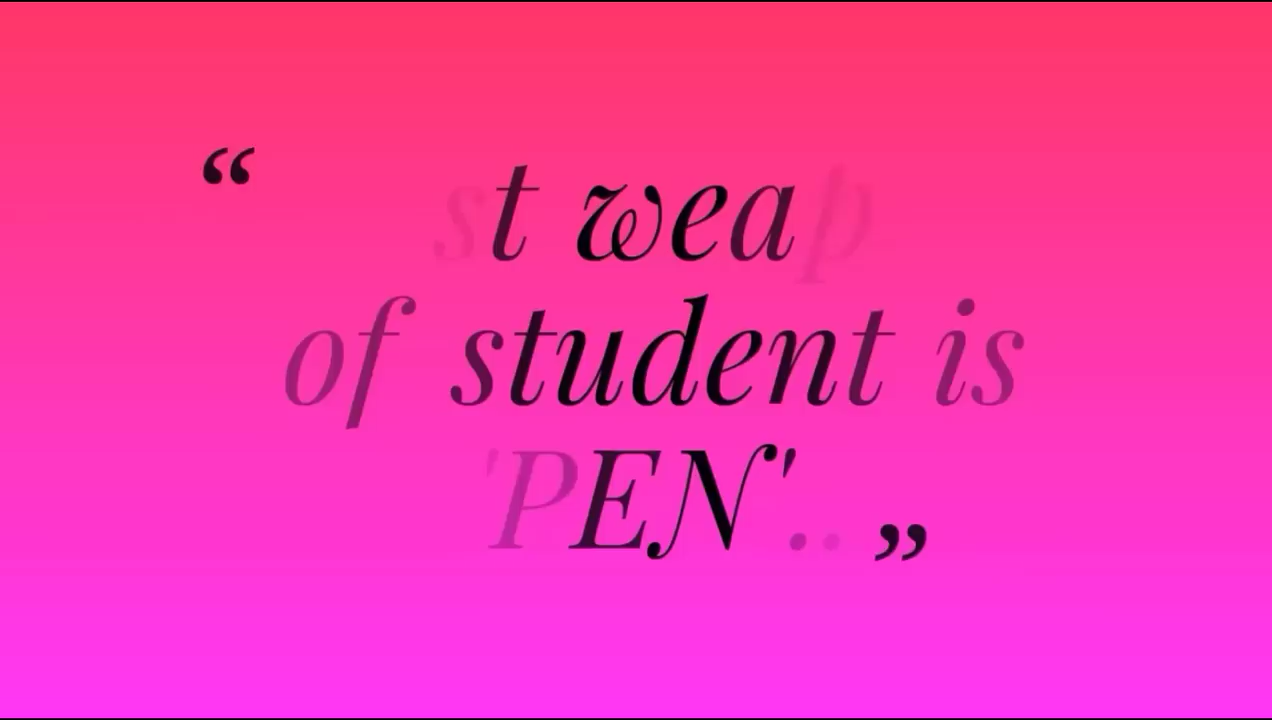 “ st weap
of student is
'PEN'.. ”